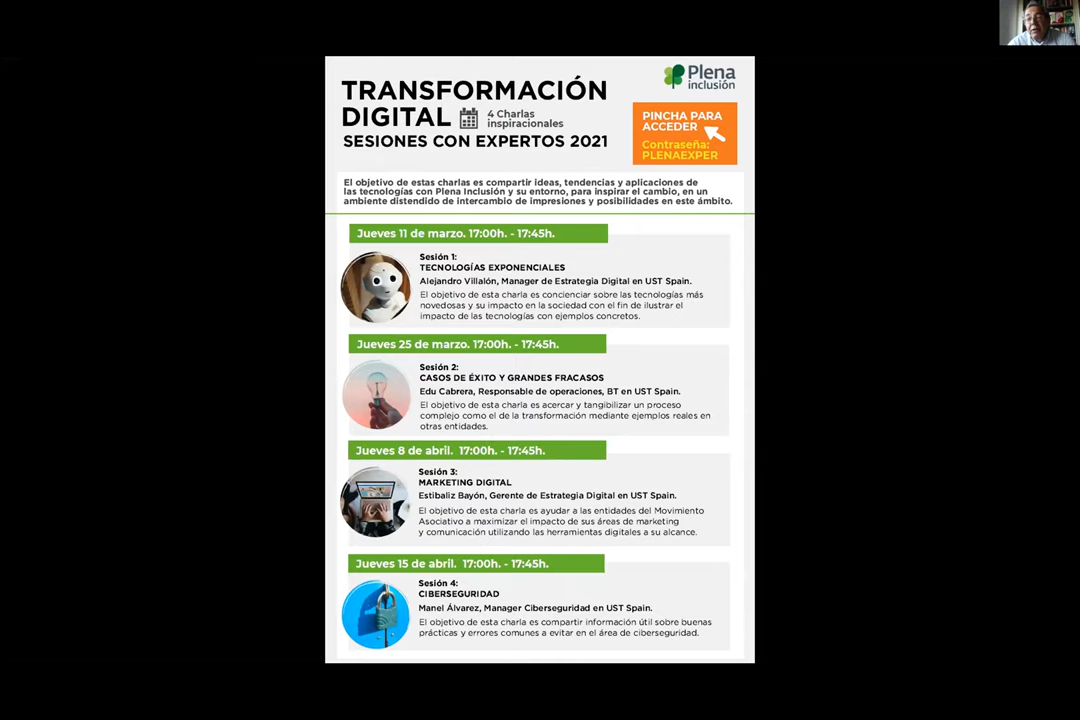 TRANSFORMACIÓN
DIGITAL
4 Charlas
inspiracionales
SESIONES CON EXPERTOS 2021
Plena
inclusión
PINCHA PARA
ACCEDER
Contraseña:
PLENAEXPER
El objetivo de estas charlas es compartir ideas, tendencias y aplicaciones de
las tecnologías con Plena Inclusión y su entorno, para inspirar el cambio, en un
ambiente distendido de intercambio de impresiones y posibilidades en este ámbito.
Jueves 11 de marzo. 17:00h. - 17:45h.
Sesión 1:
TECNOLOGÍAS EXPONENCIALES
Alejandro Villalón, Manager de Estrategia Digital en UST Spain.
El objetivo de esta charla es concienciar sobre las tecnologías más
novedosas y su impacto en la sociedad con el fin de ilustrar el
impacto de las tecnologías con ejemplos concretos.
Jueves 25 de marzo. 17:00h. - 17:45h.
Sesión 2:
CASOS DE ÉXITO Y GRANDES FRACASOS
Edu Cabrera, Responsable de operaciones, BT en UST Spain.
El objetivo de esta charla es acercar y tangibilizar un proceso
complejo como el de la transformación mediante ejemplos reales en
otras entidades.
Jueves 8 de abril. 17:00h. - 17:45h.
Sesión 3:
MARKETING DIGITAL
Estibaliz Bayón, Gerente de Estrategia Digital en UST Spain.
El objetivo de esta charla es ayudar a las entidades del Movimiento
Asociativo a maximizar el impacto de sus áreas de marketing
y comunicación utilizando las herramientas digitales a su alcance.
Jueves 15 de abril. 17:00h. - 17:45h.
Sesión 4:
CIBERSEGURIDAD
Manel Álvarez, Manager Ciberseguridad en UST Spain.
El objetivo de esta charla es compartir información útil sobre buenas
prácticas y errores comunes a evitar en el área de ciberseguridad.